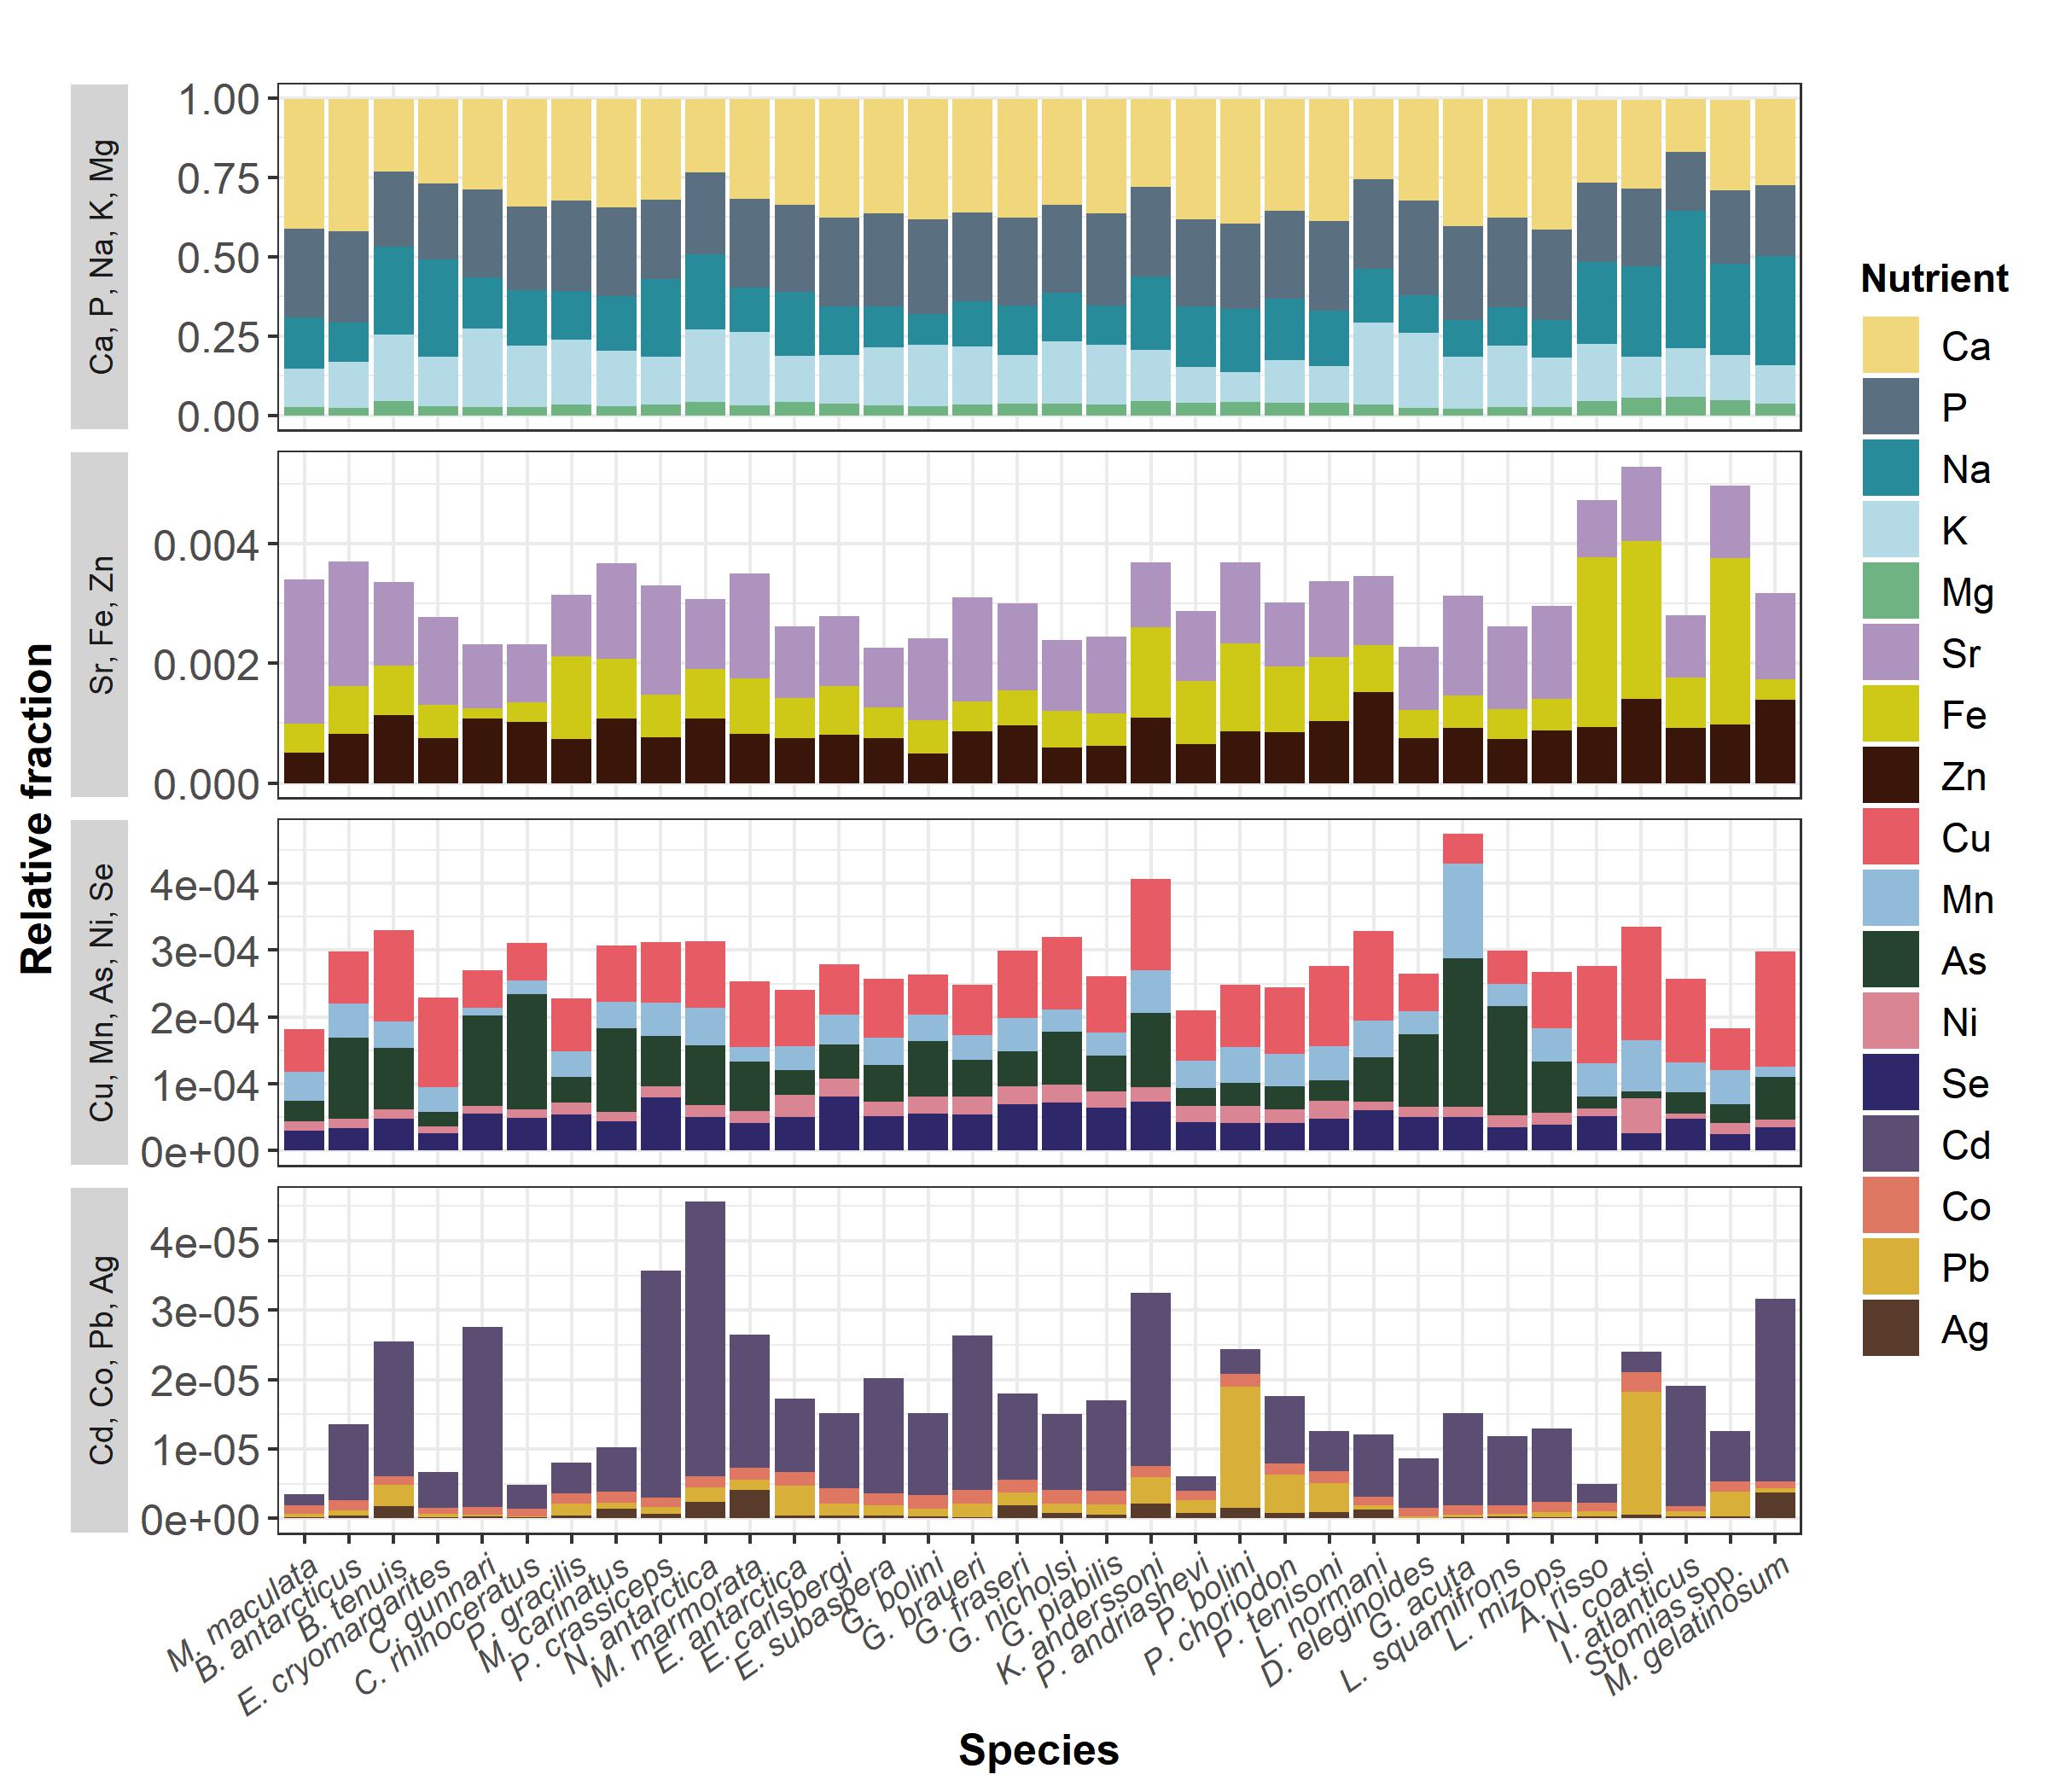 Relative fraction
Ca, P, Na, K, Mg
1.00
0.75
0.50
0.25
0.00
Sr, Fe, Zn
0.004
0.002
0.000
Cu, Mn, As, Ni, Se
4e-04
3e-04
2e-04
1e-04
0e+00
Cd, Co, Pb, Ag
4e-05
3e-05
2e-05
1e-05
0e+00
M. maculata
B. antarcticus
B. tenuis
E. cryomargarites
C. gunnari
C. rhinoceratus
P. gracilis
M. carinatus
P. crassiceps
N. antarctica
M. marmorata
E. antarctica
E. carlsbergi
E. subaspera
G. bolini
G. braueri
G. fraseri
G. nicholsi
G. piabilis
K. anderssoni
P. andriashevi
P. bolini
P. choriodon
P. tenisoni
L. normani
D. eleginoides
G. acuta
L. squamifrons
L. mizops
A. risso
N. coatsi
I. atlanticus
Stomias spp.
M. gelatinosum
Species
Nutrient
Ca
P
Na
K
Mg
Sr
Fe
Zn
Cu
Mn
As
Ni
Se
Cd
Co
Pb
Ag